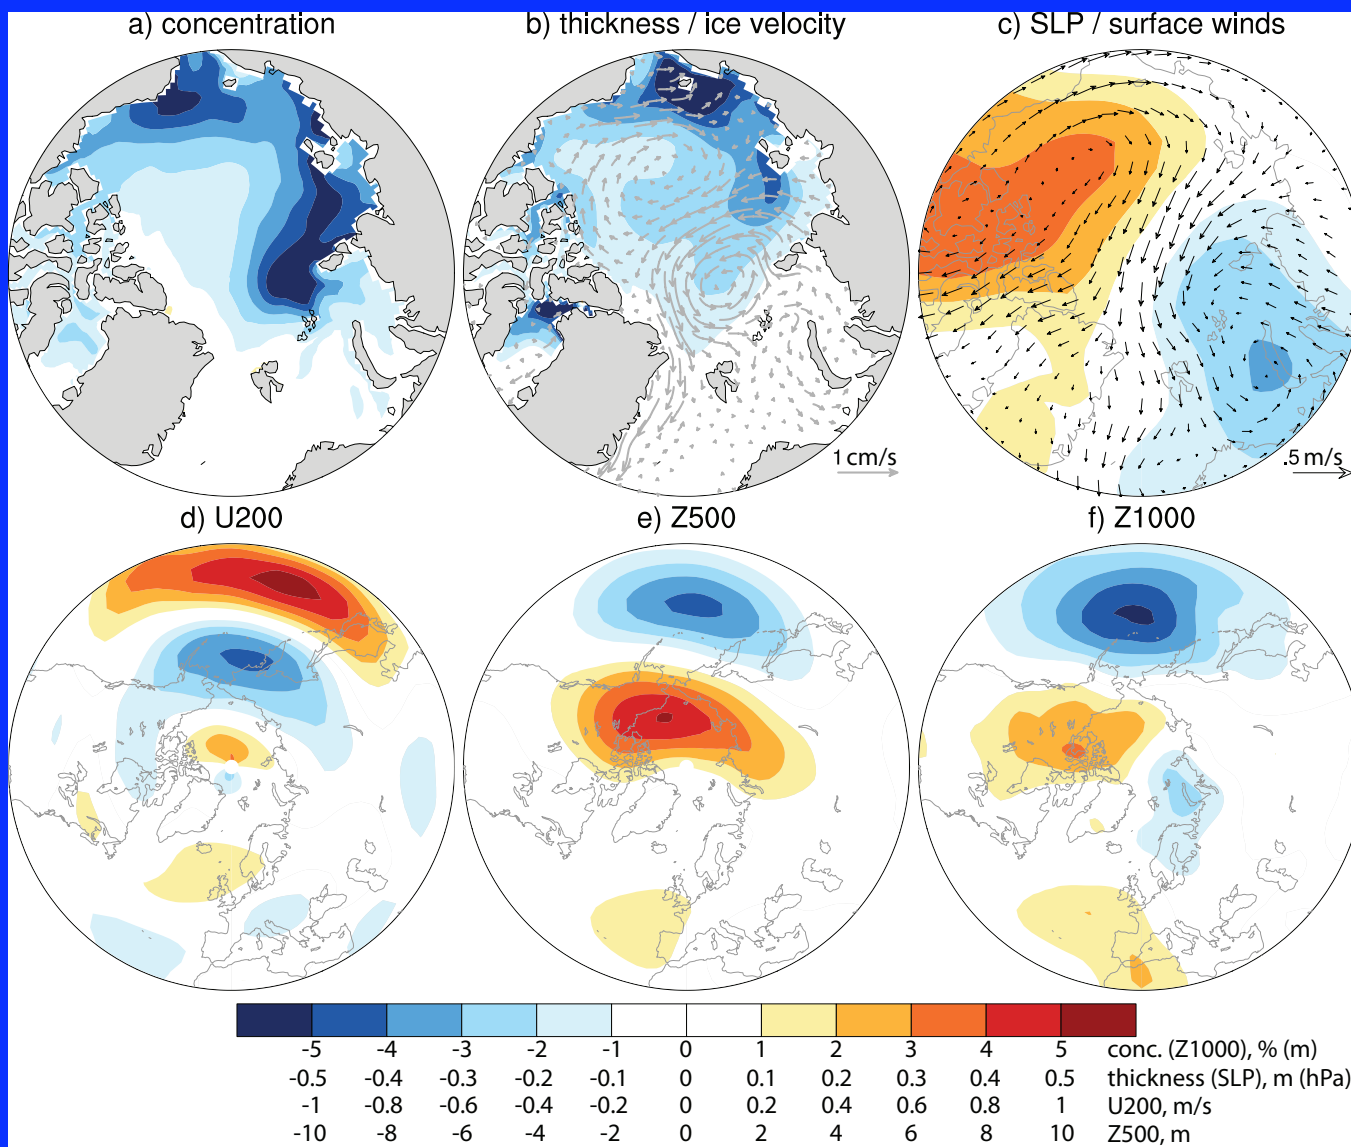 a) concentration
b) thickness / ice velocity
c) SLP / surface winds
1 cm/s
.5 m/s
d) U200
e) Z500
f) Z1000
-5 -4 -3 -2 -1 0 1 2 3 4 5 conc. (Z1000), % (m)
-0.5 -0.4 -0.3 -0.2 -0.1 0 0.1 0.2 0.3 0.4 0.5 thickness (SLP), m (hPa)
-1 -0.8 -0.6 -0.4 -0.2 0 0.2 0.4 0.6 0.8 1 U200, m/s
-10 -8 -6 -4 -2 0 2 4 6 8 10 Z500, m